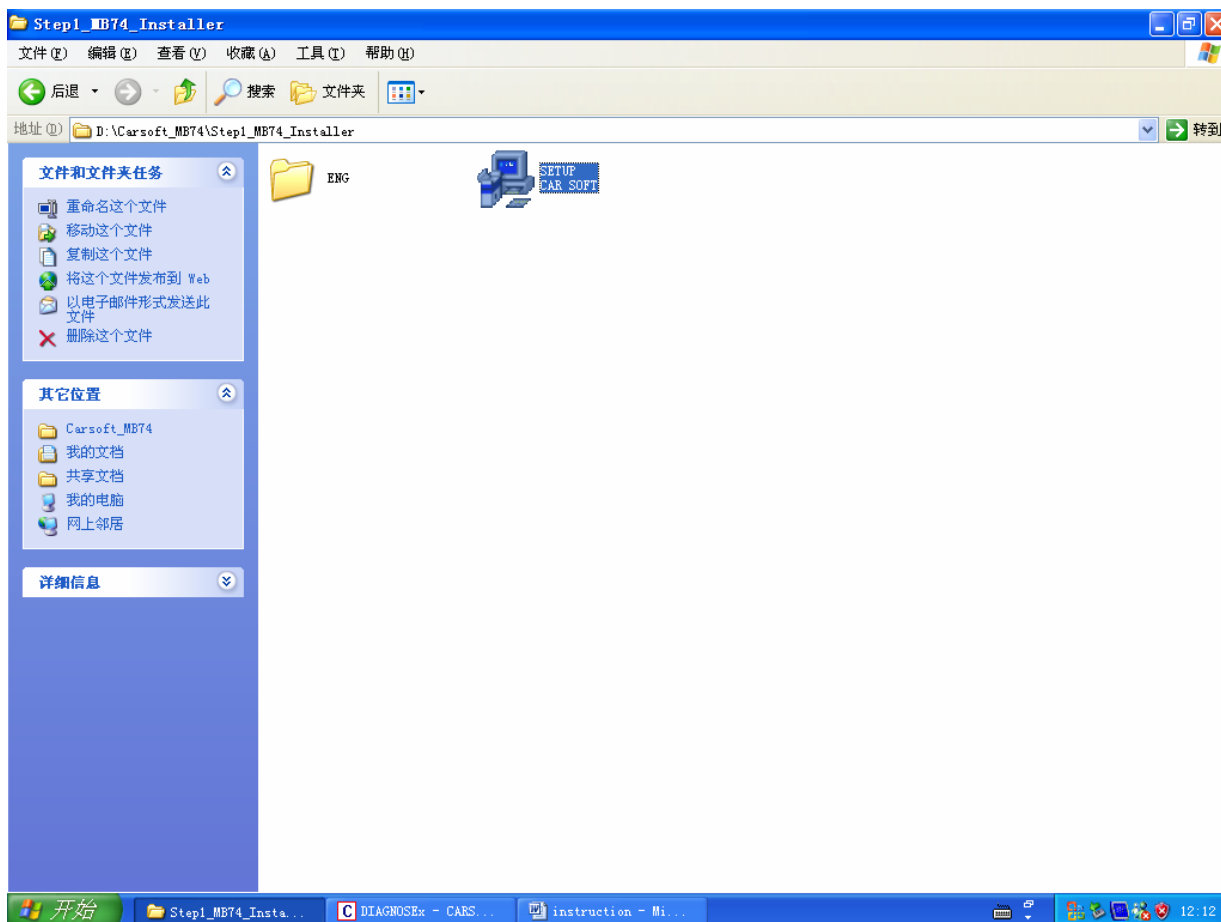 Step1_MB74_Installer
文件(F) 编辑(E) 查看(V) 收藏(A) 工具(T) 帮助(H)
后退 搜索 文件夹
地址(D) D:\Carsoft_MB74\Step1_MB74_Installer 转到
文件和文件夹任务
重命名这个文件
移动这个文件
复制这个文件
将这个文件发布到 Web
以电子邮件形式发送此
文件
删除这个文件
其它位置
Carsoft_MB74
我的文档
共享文档
我的电脑
网上邻居
详细信息
ENG
SETUP
CAR SOFT
开始 Step1_MB74_Insta... C DIAGNOSEx - CARS... instruction - Mi... 12:12